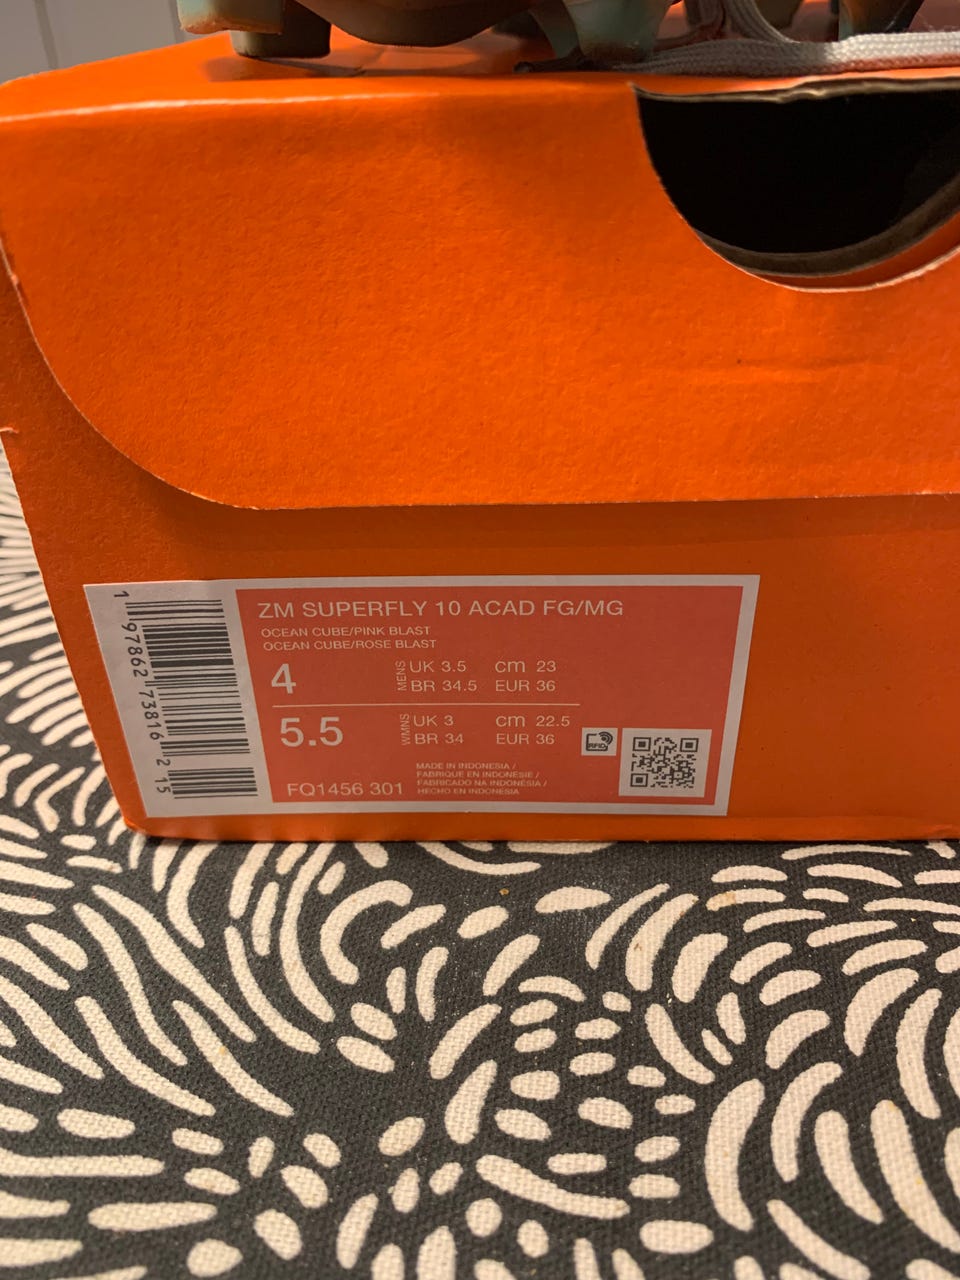 ZM SUPERFLY 10 ACAD FG/MG
OCEAN CUBE/PINK BLAST
OCEAN CUBE/ROSE BLAST
4 MENS UK 3.5 cm 23
BR 34.5 EUR 36
5.5 WMNS UK 3 cm 22.5
BR 34 EUR 36
RFID
FQ1456 301
MADE IN INDONESIA /
FABRIQUE EN INDONESIE /
FABRICADO NA INDONÉSIA /
HECHO EN INDONESIA
1 97862 73816 2 15